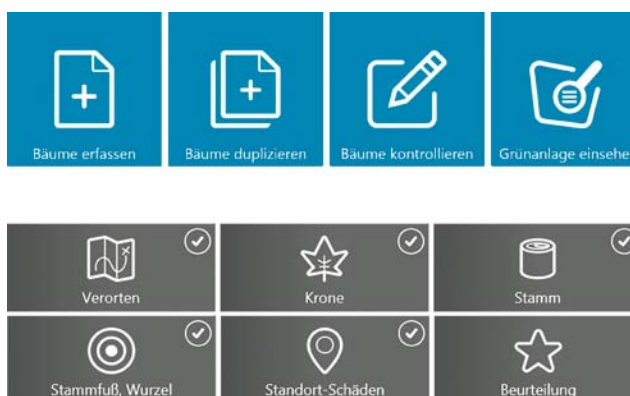 Bäume erfassen
Bäume duplizieren
Bäume kontrollieren
Grünanlage einsehe
Verorten
Krone
Stamm
Stammfuß, Wurzel
Standort-Schäden
Beurteilung